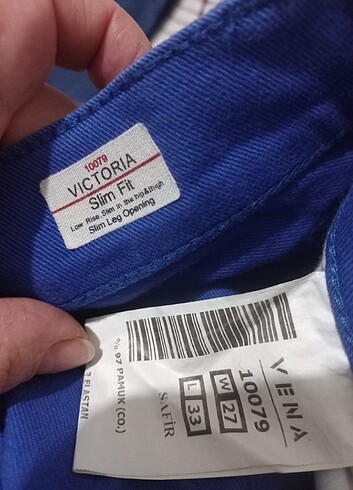 10079
VICTORIA
Slim Fit
Low Rise.Slim in the hip&thigh
Slim Leg Opening
VENA
10079
W 27
L 33
SAFİR
% 97 PAMUK (CO.)
3 ELASTAN